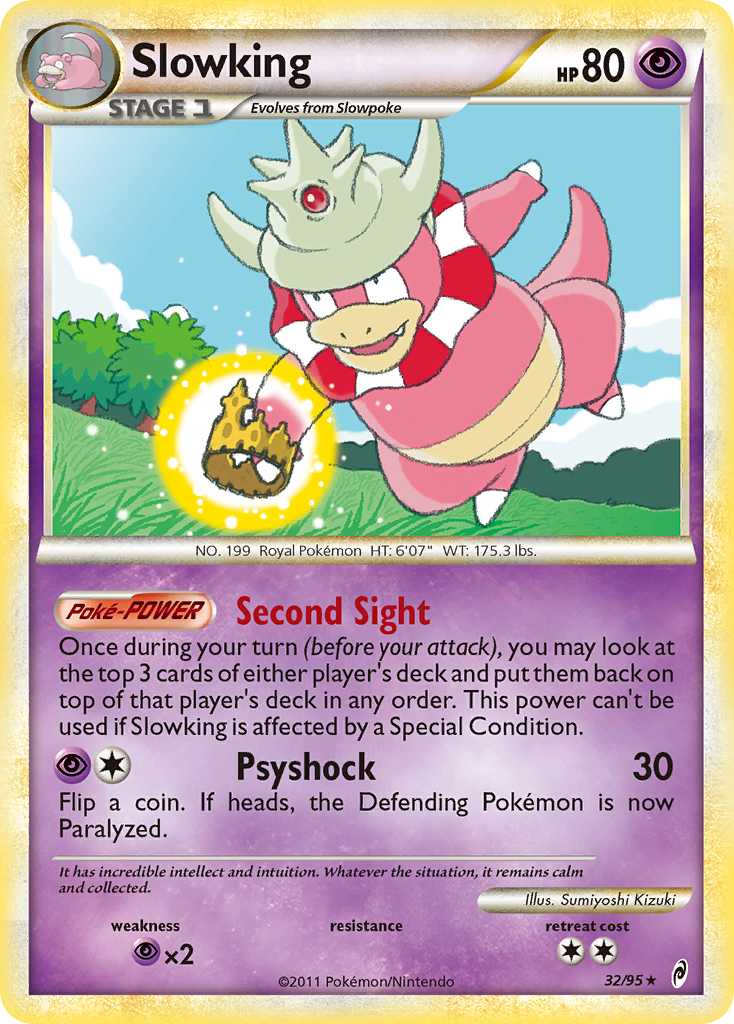 Slowking
HP 80
STAGE 1
Evolves from Slowpoke
NO. 199 Royal Pokémon HT: 6'07" WT: 175.3 lbs.
Poké-POWER Second Sight
Once during your turn (before your attack), you may look at
the top 3 cards of either player's deck and put them back on
top of that player's deck in any order. This power can't be
used if Slowking is affected by a Special Condition.
Psyshock 30
Flip a coin. If heads, the Defending Pokémon is now
Paralyzed.
It has incredible intellect and intuition. Whatever the situation, it remains calm
and collected.
Illus. Sumiyoshi Kizuki
weakness resistance retreat cost
×2
©2011 Pokémon/Nintendo 32/95 ★